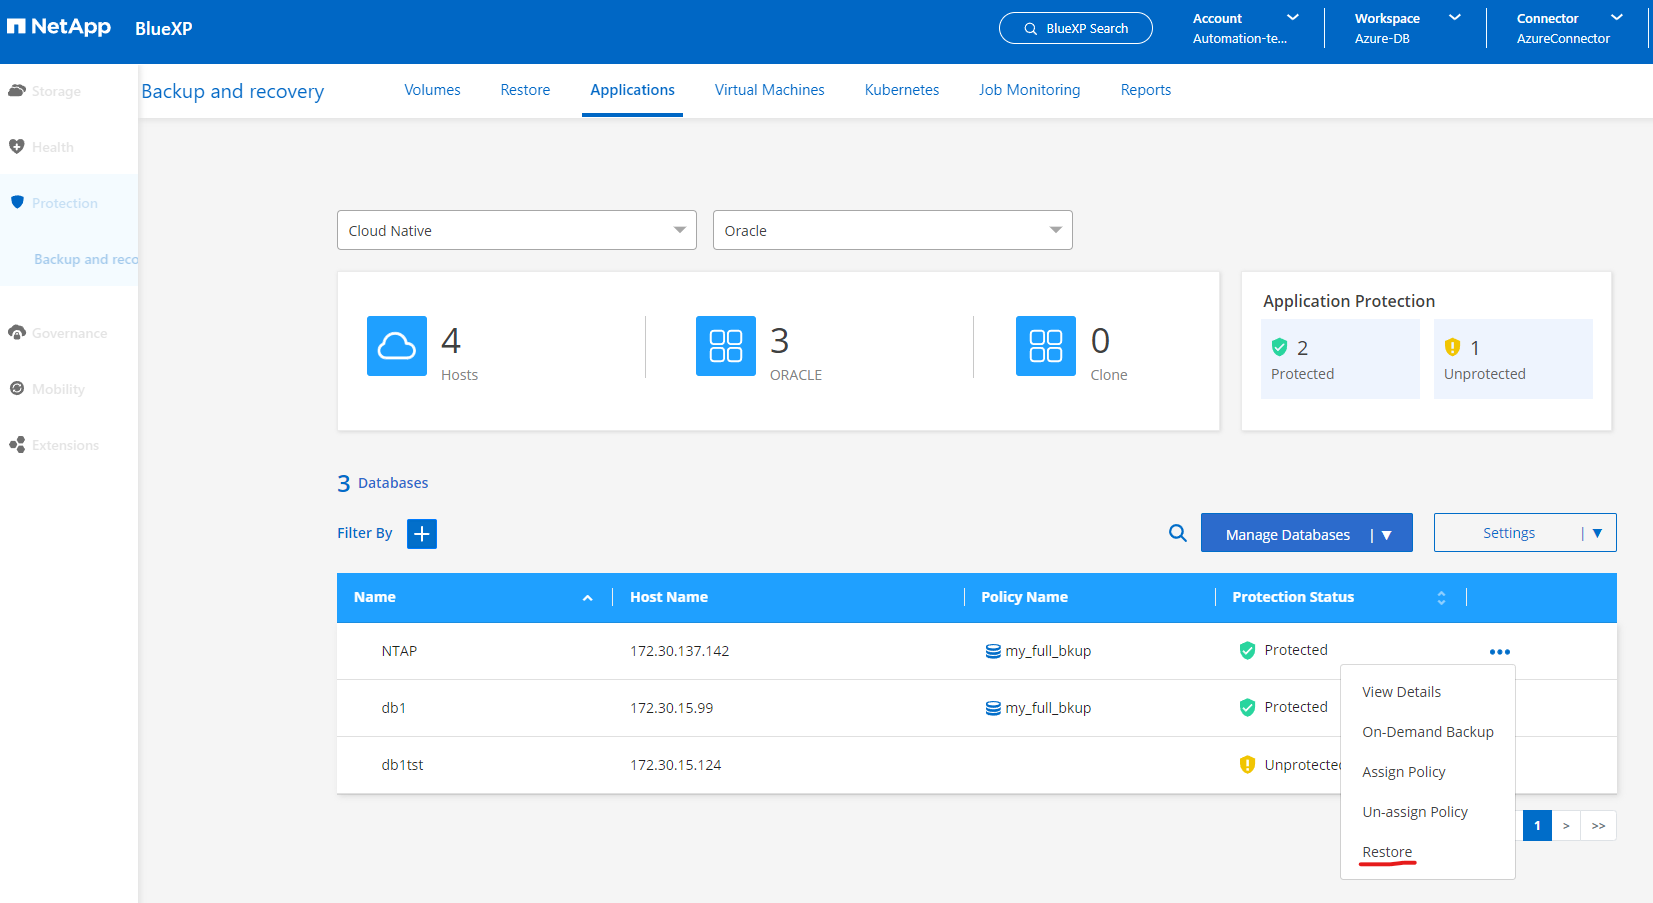 NetApp BlueXP
BlueXP Search
Account
Automation-te...
Workspace
Azure-DB
Connector
AzureConnector
Storage
Health
Protection
Backup and reco
Governance
Mobility
Extensions
Backup and recovery
Volumes Restore Applications Virtual Machines Kubernetes Job Monitoring Reports
Cloud Native
Oracle
4
Hosts
3
ORACLE
0
Clone
Application Protection
2
Protected
1
Unprotected
3 Databases
Filter By +
Manage Databases | ▼
Settings | ▼
Name Host Name Policy Name Protection Status
NTAP 172.30.137.142 my_full_bkup Protected
db1 172.30.15.99 my_full_bkup Protected
db1tst 172.30.15.124 Unprotected
View Details
On-Demand Backup
Assign Policy
Un-assign Policy
Restore
1 > >>